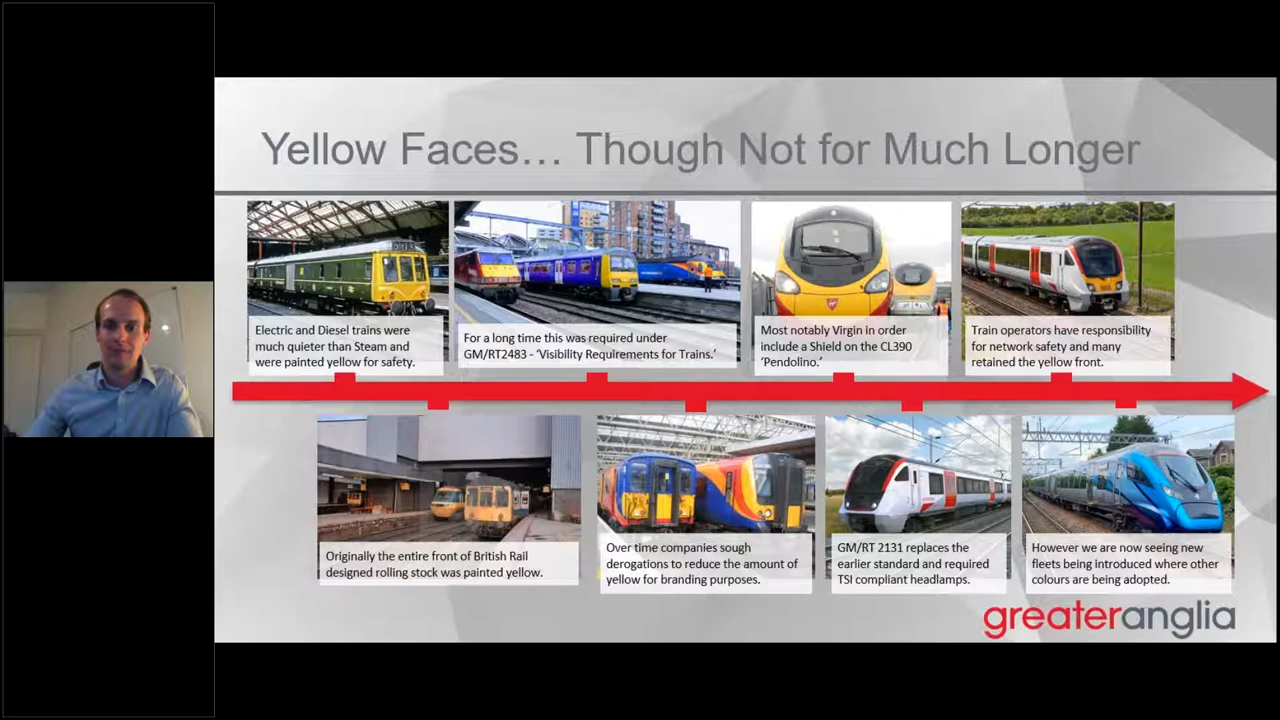 Yellow Faces… Though Not for Much Longer
Electric and Diesel trains were
much quieter than Steam and
were painted yellow for safety.
For a long time this was required under
GM/RT2483 - ‘Visibility Requirements for Trains.’
Most notably Virgin in order
include a Shield on the CL390
‘Pendolino.’
Train operators have responsibility
for network safety and many
retained the yellow front.
Originally the entire front of British Rail
designed rolling stock was painted yellow.
Over time companies sough
derogations to reduce the amount of
yellow for branding purposes.
GM/RT 2131 replaces the
earlier standard and required
TSI compliant headlamps.
However we are now seeing new
fleets being introduced where other
colours are being adopted.
greateranglia